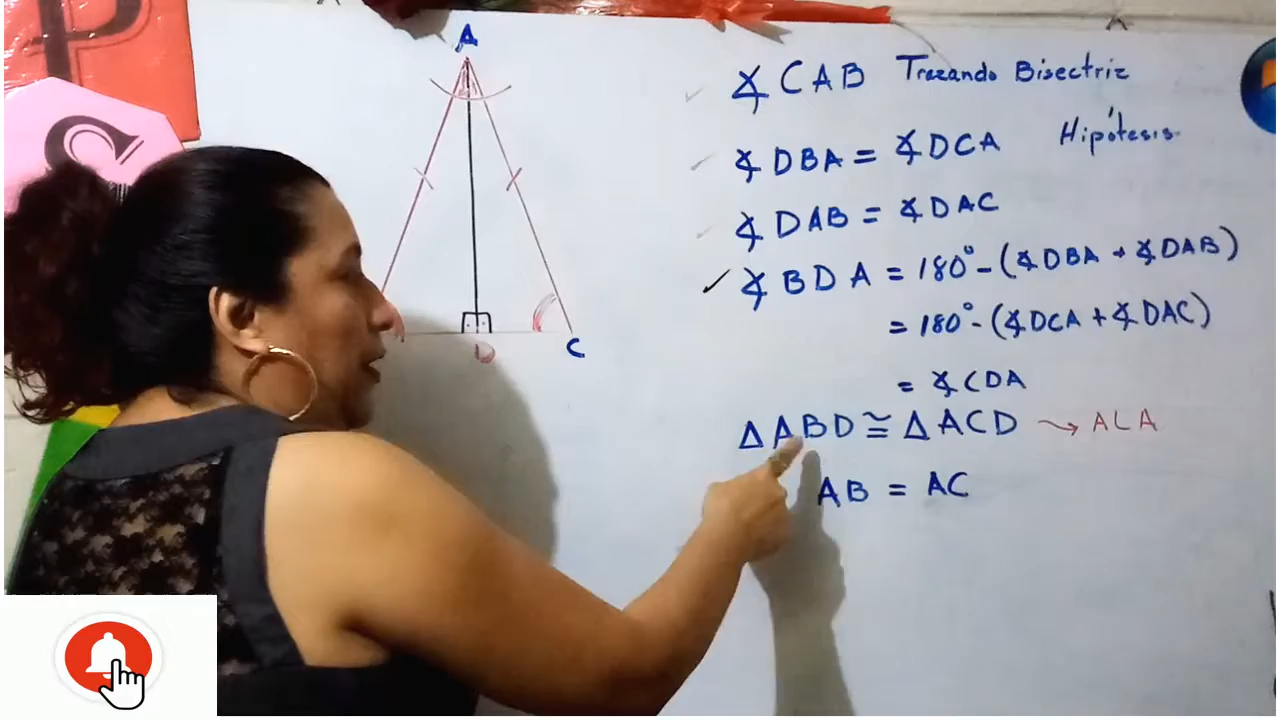 A
D
C
∡ CAB Trazando Bisectriz
∡ DBA = ∡ DCA Hipótesis
∡ DAB = ∡ DAC
✓ ∡ BDA = 180° - (∡ DBA + ∡ DAB)
= 180° - (∡ DCA + ∡ DAC)
= ∡ CDA
Δ ABD ≅ Δ ACD → ALA
AB = AC